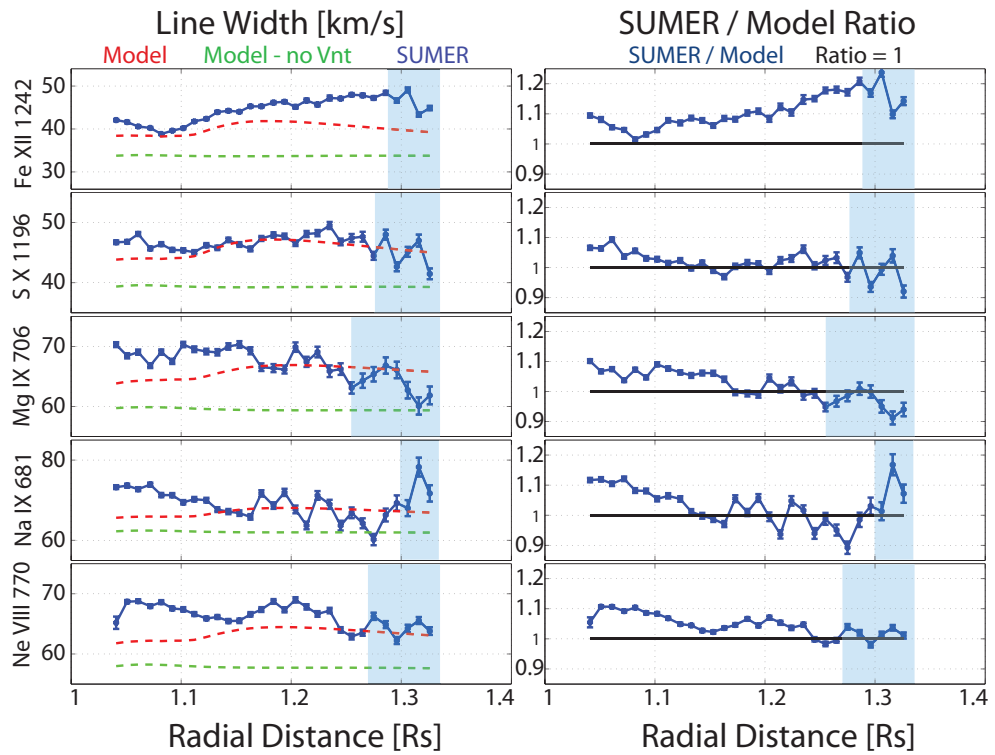 Line Width [km/s]
SUMER / Model Ratio
Model
Model - no Vnt
SUMER
SUMER / Model
Ratio = 1
Fe XII 1242
50
40
30
1.2
1.1
1
0.9
S X 1196
50
40
1.2
1.1
1
0.9
Mg IX 706
70
60
1.2
1.1
1
0.9
Na IX 681
80
60
1.2
1.1
1
0.9
Ne VIII 770
70
60
1.2
1.1
1
0.9
1 1.1 1.2 1.3 1.4
1 1.1 1.2 1.3 1.4
Radial Distance [Rs]
Radial Distance [Rs]